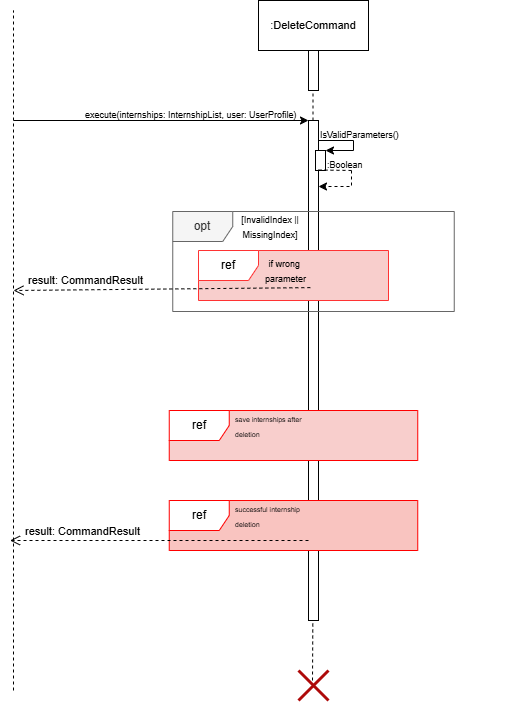 :DeleteCommand
execute(internships: InternshipList, user: UserProfile)
IsValidParameters()
:Boolean
opt
[InvalidIndex ||
MissingIndex]
ref
if wrong
parameter
result: CommandResult
ref
save internships after
deletion
ref
successful internship
deletion
result: CommandResult